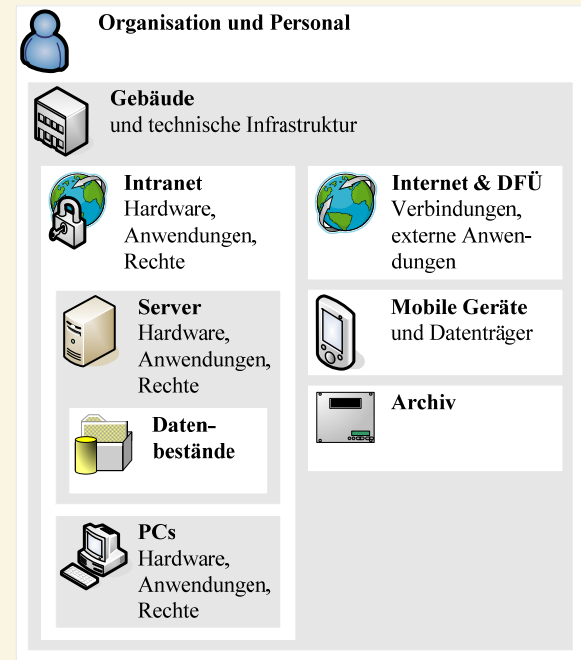 Organisation und Personal
Gebäude
und technische Infrastruktur
Intranet
Hardware,
Anwendungen,
Rechte
Server
Hardware,
Anwendungen,
Rechte
Daten-
bestände
PCs
Hardware,
Anwendungen,
Rechte
Internet & DFÜ
Verbindungen,
externe Anwen-
dungen
Mobile Geräte
und Datenträger
Archiv